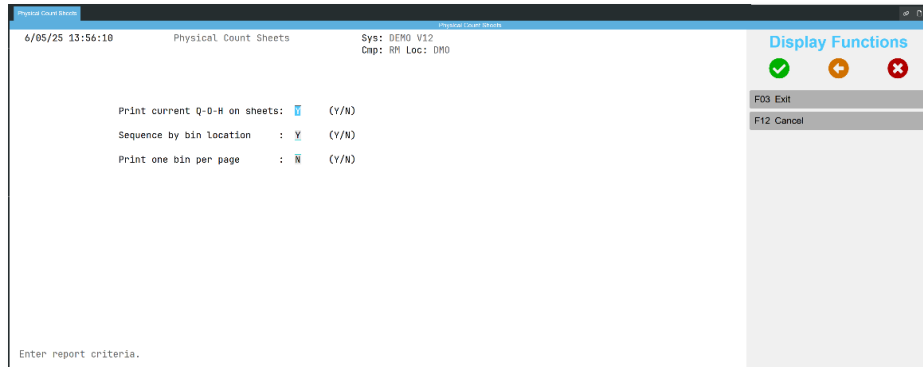 Physical Count Sheets
Physical Count Sheets
6/05/25 13:56:10 Physical Count Sheets Sys: DEMO V12
Cmp: RM Loc: DMO
Display Functions
F03 Exit
F12 Cancel
Print current Q-O-H on sheets: Y (Y/N)
Sequence by bin location : Y (Y/N)
Print one bin per page : N (Y/N)
Enter report criteria.